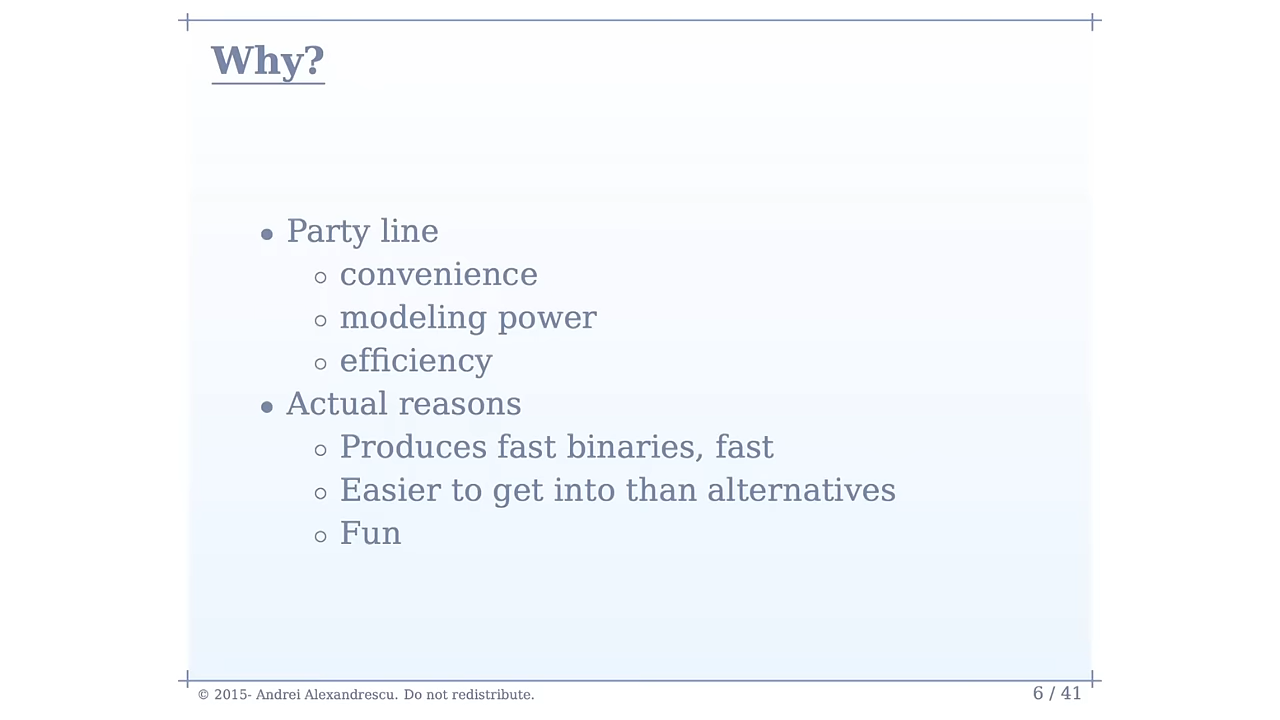 Why?
• Party line
○ convenience
○ modeling power
○ efficiency
• Actual reasons
○ Produces fast binaries, fast
○ Easier to get into than alternatives
○ Fun
© 2015- Andrei Alexandrescu. Do not redistribute.
6 / 41